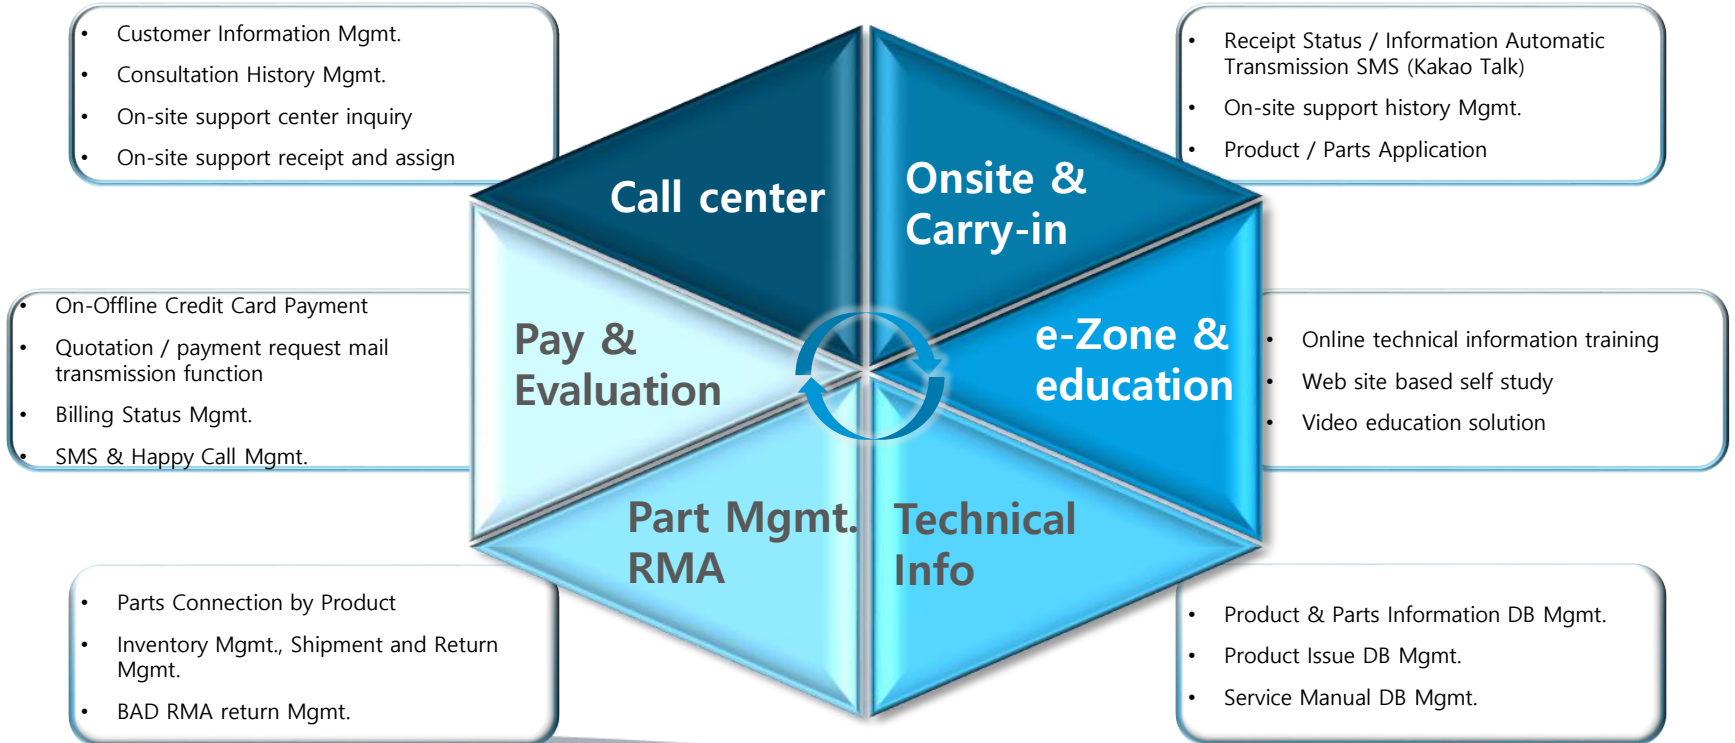 • Customer Information Mgmt.
• Consultation History Mgmt.
• On-site support center inquiry
• On-site support receipt and assign
• Receipt Status / Information Automatic
Transmission SMS (Kakao Talk)
• On-site support history Mgmt.
• Product / Parts Application
Call center
Onsite &
Carry-in
• On-Offline Credit Card Payment
• Quotation / payment request mail
transmission function
• Billing Status Mgmt.
• SMS & Happy Call Mgmt.
Pay &
Evaluation
e-Zone &
education
• Online technical information training
• Web site based self study
• Video education solution
Part Mgmt.
RMA
Technical
Info
• Parts Connection by Product
• Inventory Mgmt., Shipment and Return
Mgmt.
• BAD RMA return Mgmt.
• Product & Parts Information DB Mgmt.
• Product Issue DB Mgmt.
• Service Manual DB Mgmt.